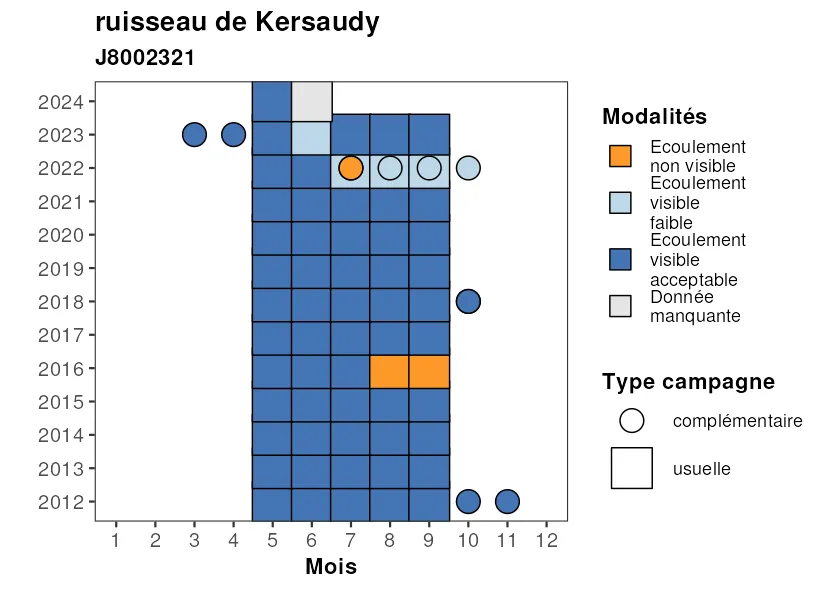 ruisseau de Kersaudy
J8002321
2024
2023
2022
2021
2020
2019
2018
2017
2016
2015
2014
2013
2012
1 2 3 4 5 6 7 8 9 10 11 12
Mois
Modalités
Ecoulement
non visible
Ecoulement
visible
faible
Ecoulement
visible
acceptable
Donnée
manquante
Type campagne
complémentaire
usuelle